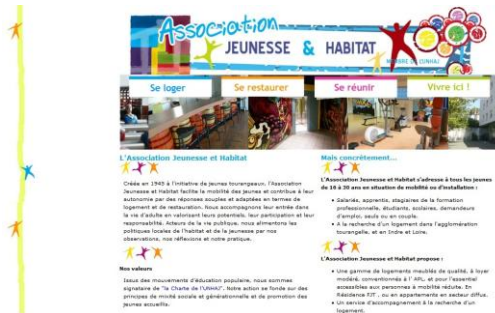 Association
JEUNESSE & HABITAT
MEMBRE DE L'UNHAJ
Se loger
Se restaurer
Se réunir
Vivre ici !
L'Association Jeunesse et Habitat
Créée en 1945 à l'initiative de jeunes tourangeaux, l'Association
Jeunesse et Habitat facilite la mobilité des jeunes et contribue à leur
autonomie par des réponses souples et adaptées en termes de
logement et de restauration. Nous accompagnons leur entrée dans
la vie d'adulte en valorisant leurs potentiels, leur participation et leur
responsabilité. Acteurs de la vie publique, nous alimentons les
politiques locales de l'habitat et de la jeunesse par nos
observations, nos réflexions et notre pratique.
Nos valeurs
Issus des mouvements d'éducation populaire, nous sommes
signataire de "la Charte de l'UNHAJ". Notre action se fonde sur des
principes de mixité sociale et générationnelle et de promotion des
jeunes accueillis.
Mais concrètement...
L'Association Jeunesse et Habitat s'adresse à tous les jeunes
de 16 à 30 ans en situation de mobilité ou d'installation :
• Salariés, apprentis, stagiaires de la formation
professionnelle, étudiants, scolaires, demandeurs
d'emploi, seuls ou en couple.
• A la recherche d'un logement dans l'agglomération
tourangelle, et en Indre et Loire.
L'Association Jeunesse et Habitat propose :
• Une gamme de logements meublés de qualité, à loyer
modéré, conventionnés à l' APL, et pour l'essentiel
accessibles aux personnes à mobilité réduite. En
Résidence FJT , ou en appartements en secteur diffus.
• Un service d'accompagnement à la recherche d'un
logement.